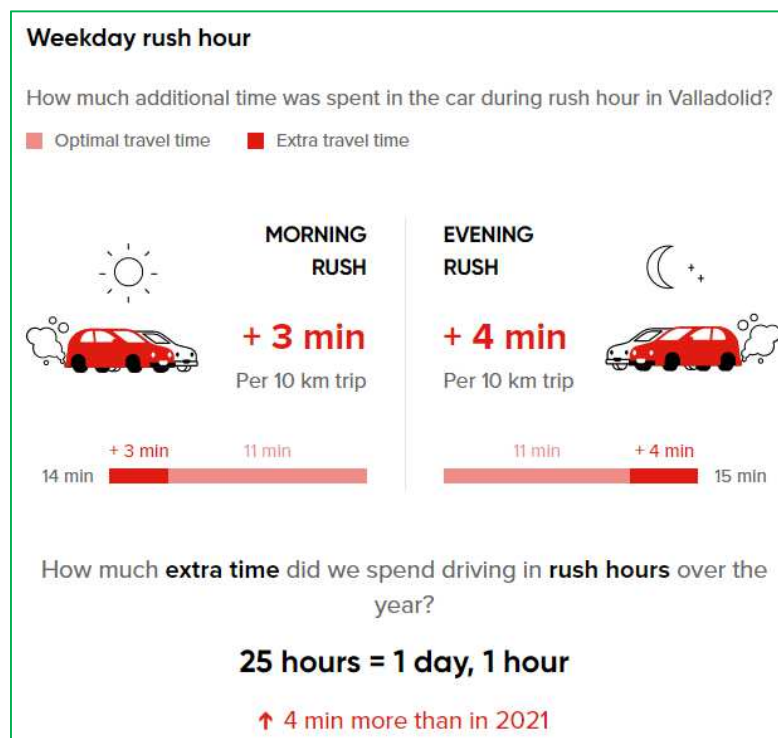 Weekday rush hour
How much additional time was spent in the car during rush hour in Valladolid?
Optimal travel time Extra travel time
MORNING
RUSH
+ 3 min
Per 10 km trip
+ 3 min 11 min
14 min
EVENING
RUSH
+ 4 min
Per 10 km trip
11 min + 4 min
15 min
How much extra time did we spend driving in rush hours over the
year?
25 hours = 1 day, 1 hour
↑ 4 min more than in 2021